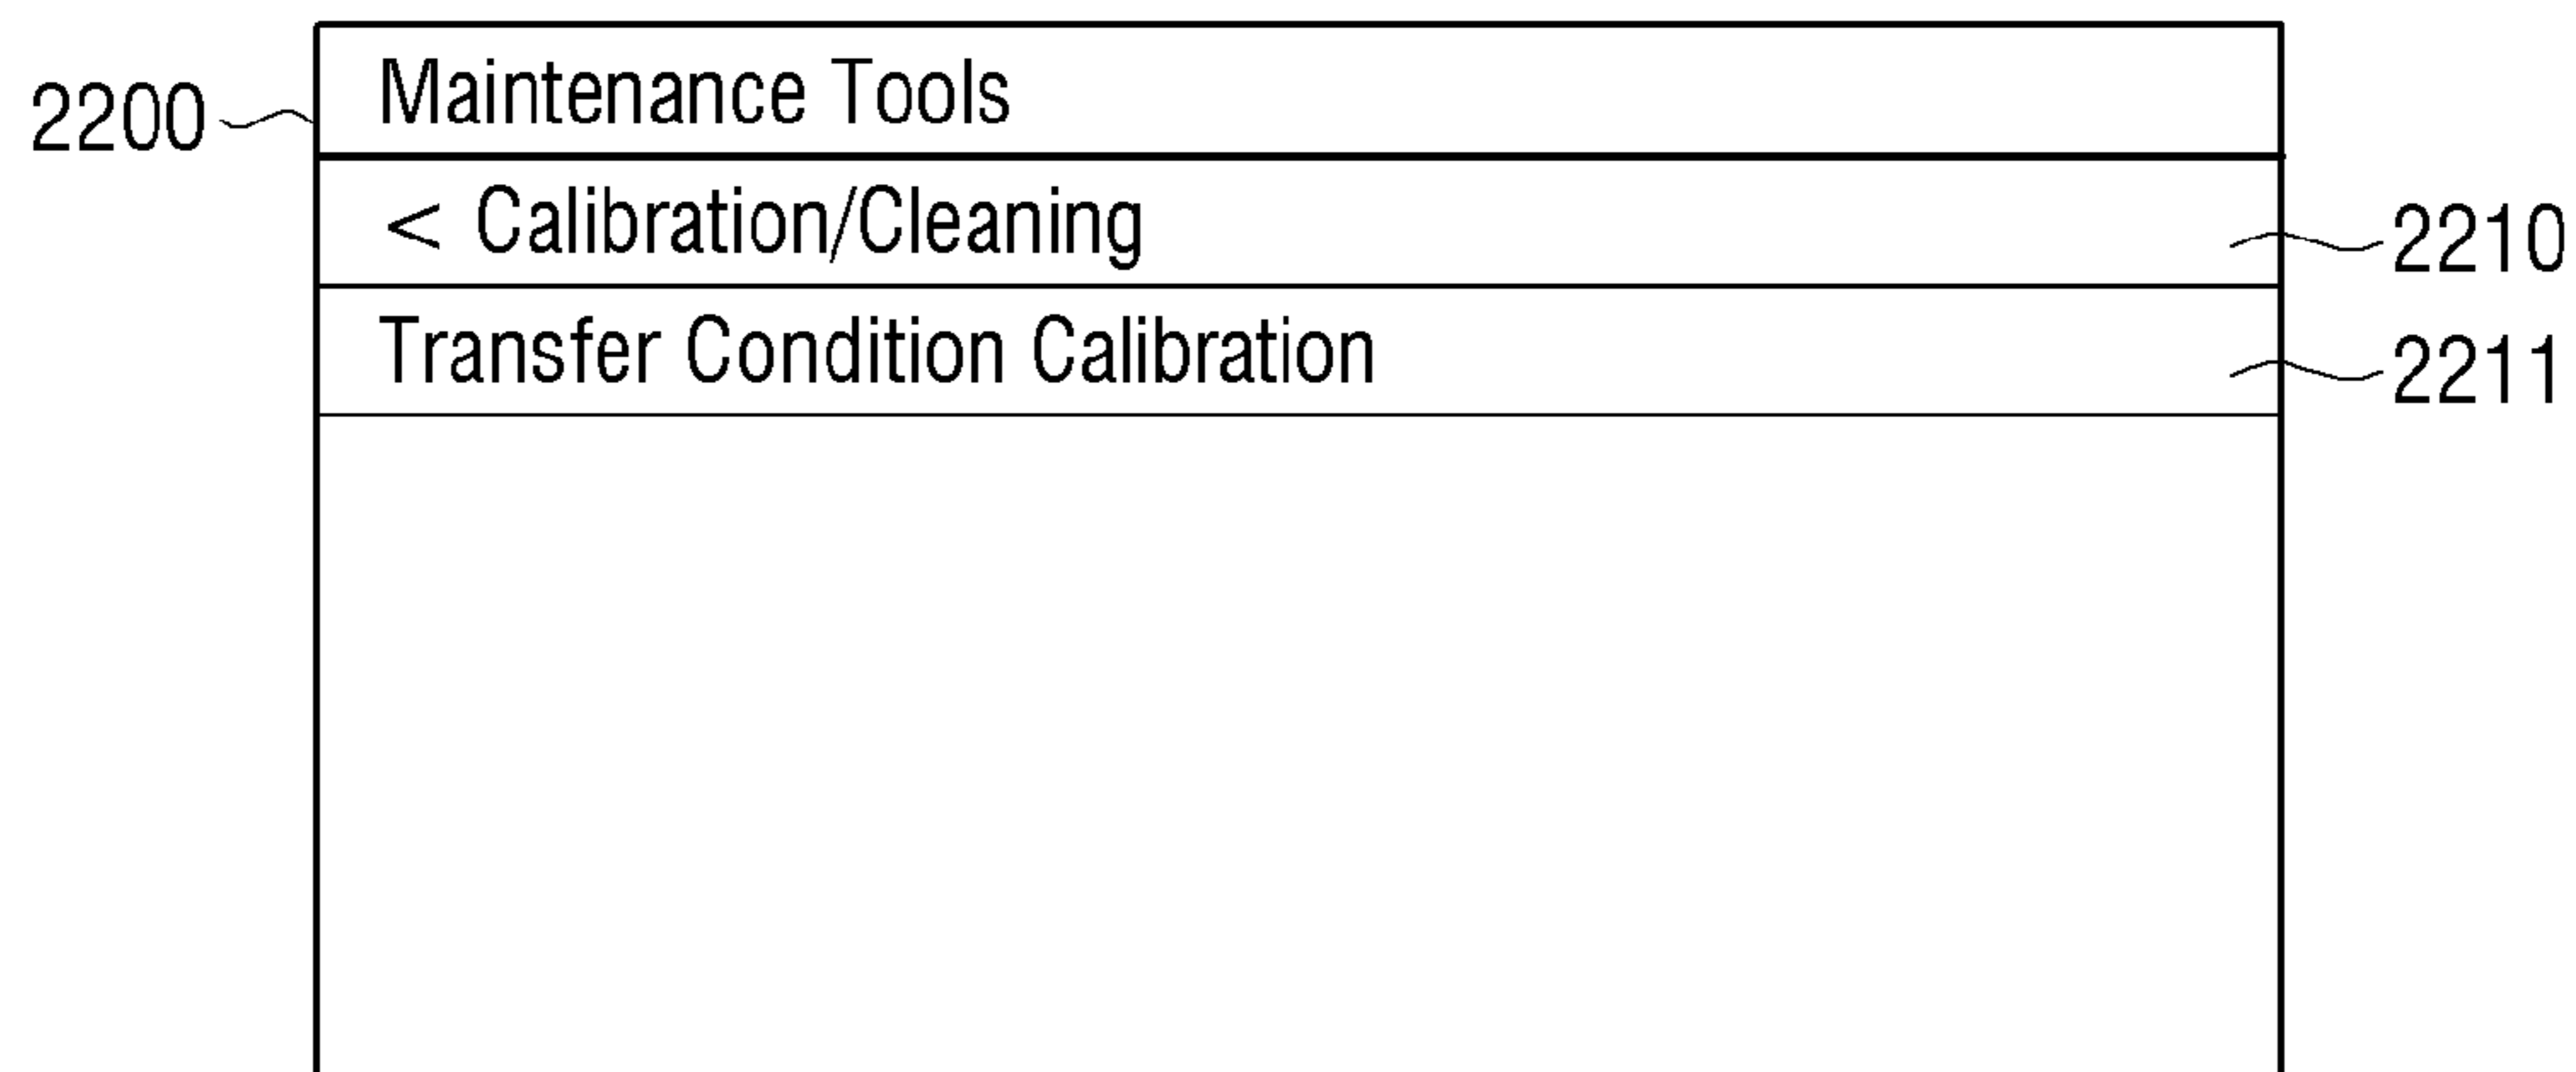 Maintenance Tools
2200
< Calibration/Cleaning
2210
Transfer Condition Calibration
2211